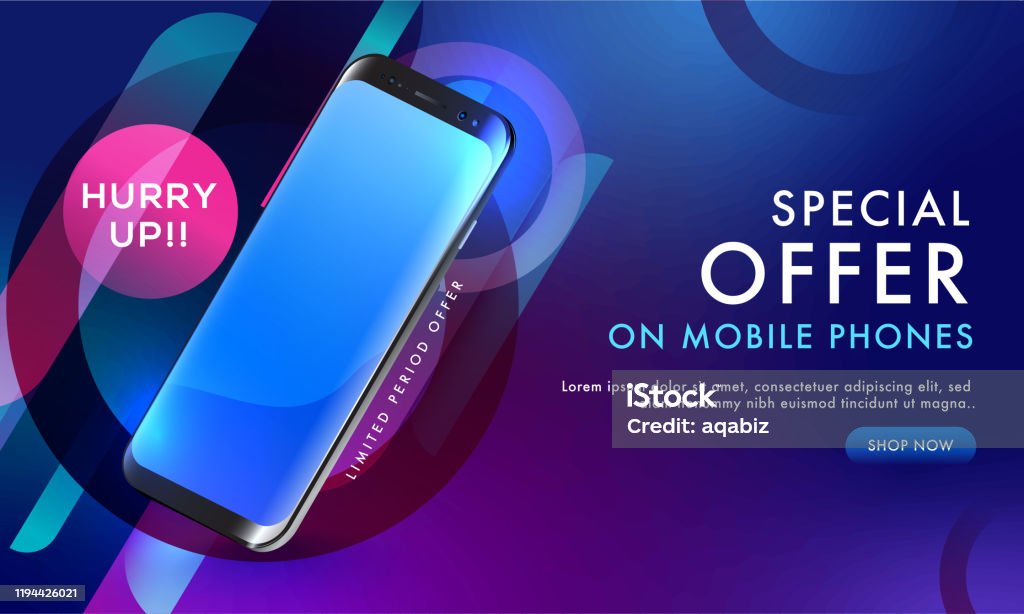 HURRY
UP!!
LIMITED PERIOD OFFER
SPECIAL
OFFER
ON MOBILE PHONES
Lorem dolor sit amet, consectetuer adipiscing elit, sed
nibh euismod tincidunt ut magna..
SHOP NOW
iStock
Credit: aqabiz
1194426021